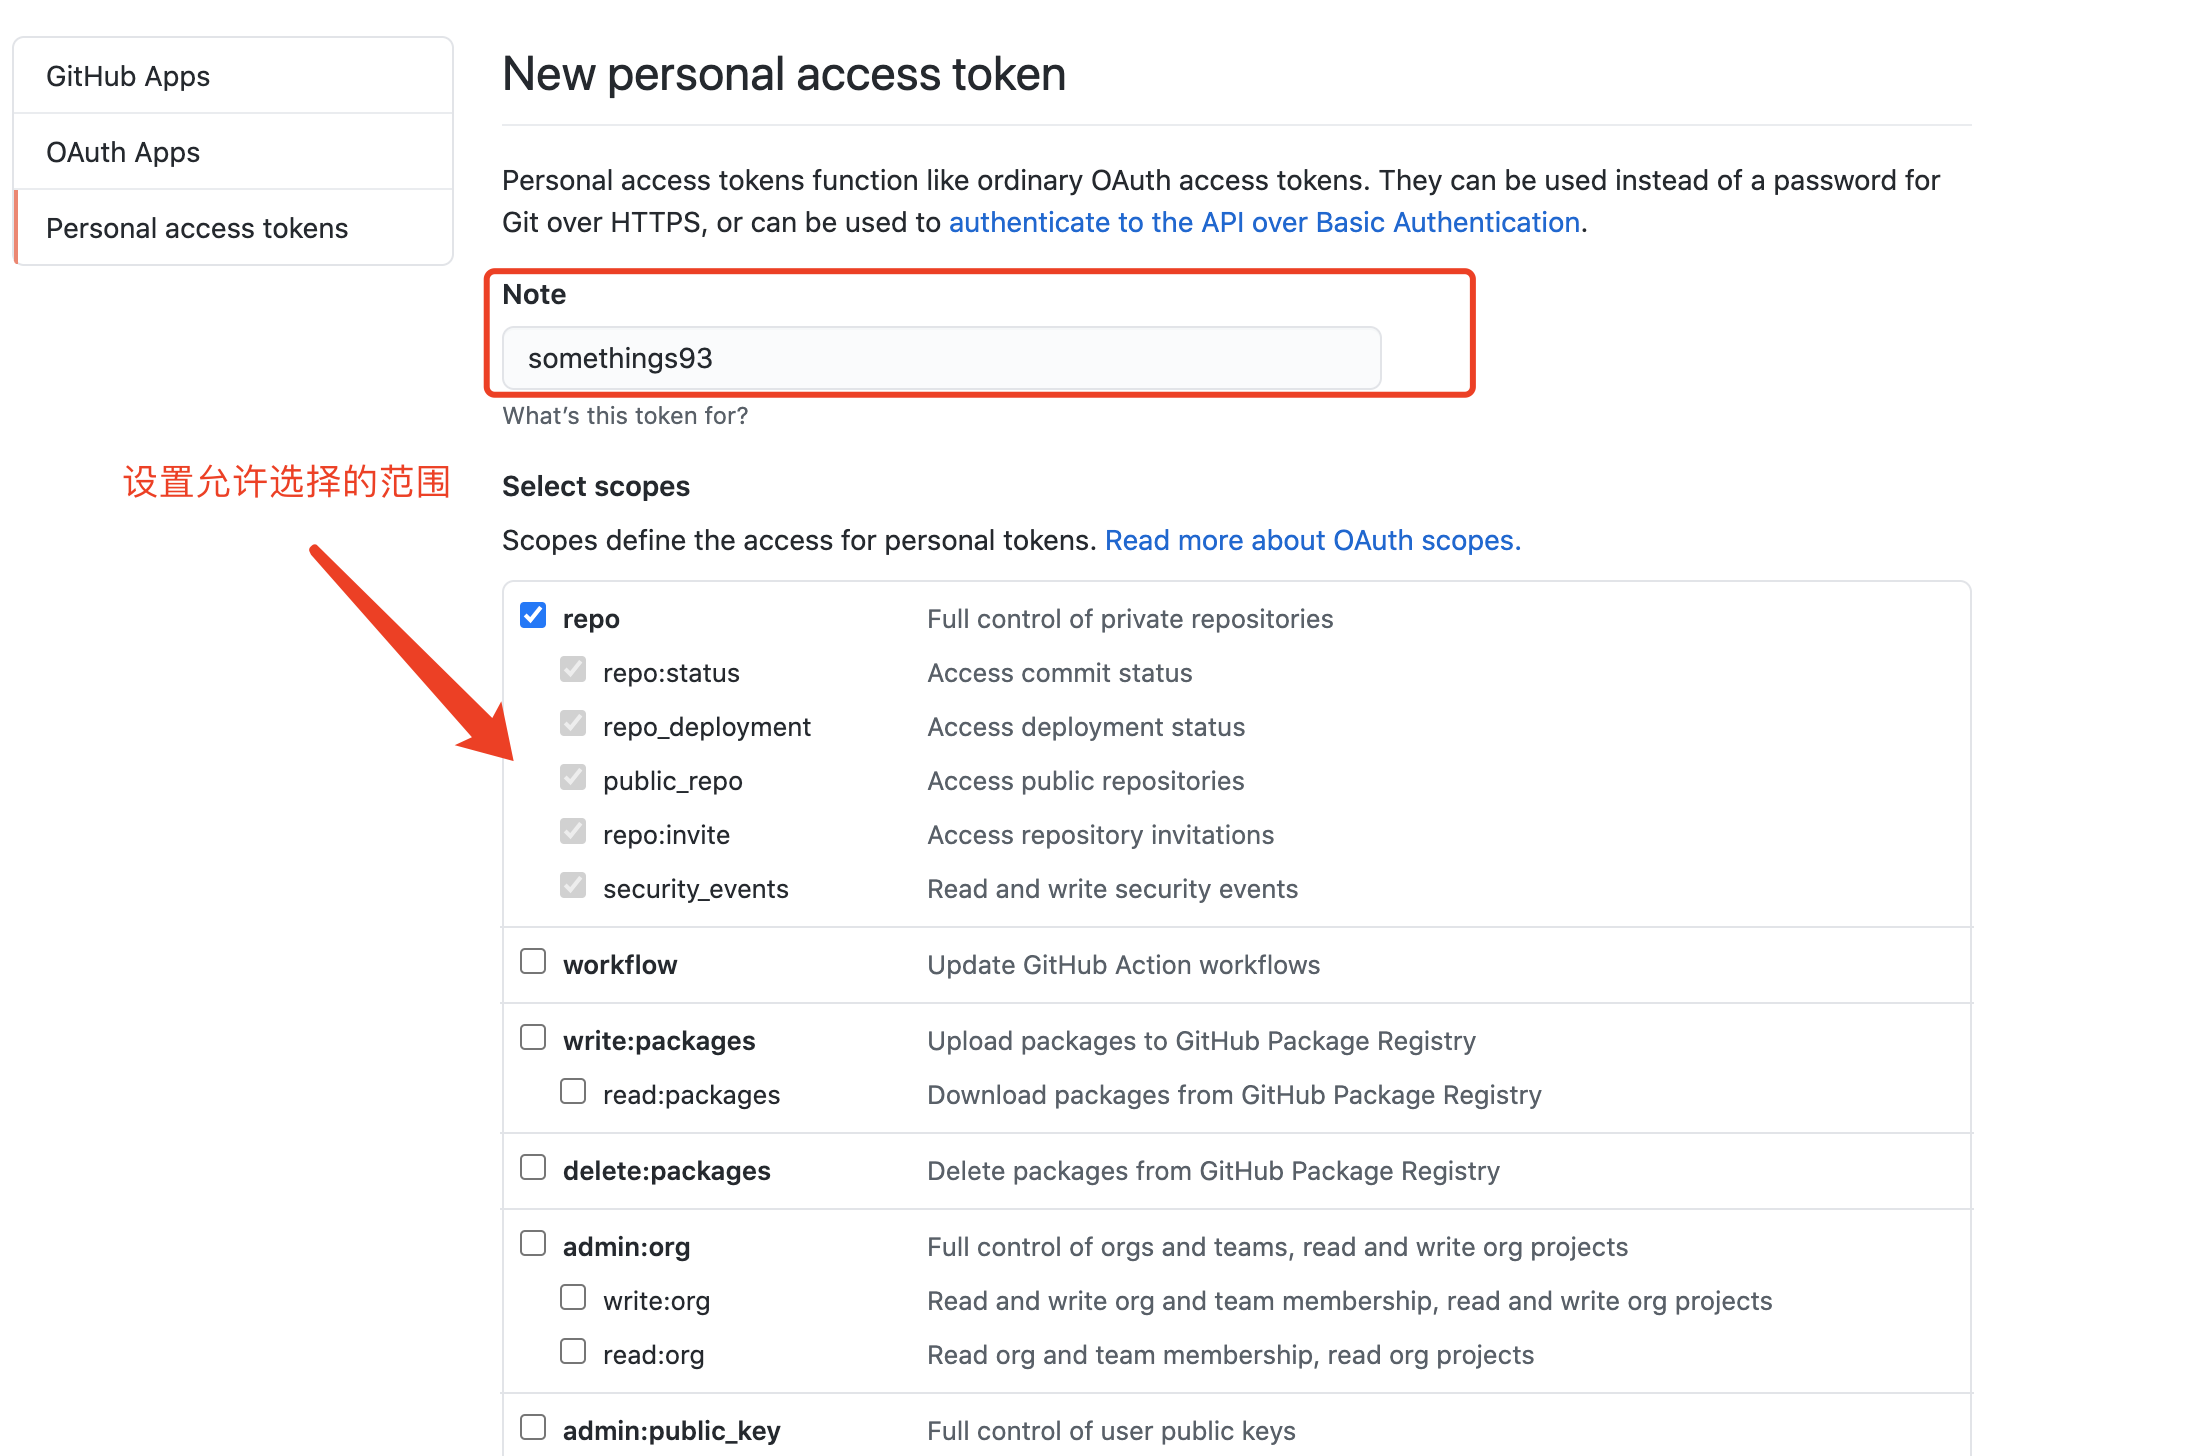 GitHub Apps
OAuth Apps
Personal access tokens
New personal access token
Personal access tokens function like ordinary OAuth access tokens. They can be used instead of a password for
Git over HTTPS, or can be used to authenticate to the API over Basic Authentication.
Note
somethings93
What's this token for?
设置允许选择的范围
Select scopes
Scopes define the access for personal tokens. Read more about OAuth scopes.
repo Full control of private repositories
repo:status Access commit status
repo_deployment Access deployment status
public_repo Access public repositories
repo:invite Access repository invitations
security_events Read and write security events
workflow Update GitHub Action workflows
write:packages Upload packages to GitHub Package Registry
read:packages Download packages from GitHub Package Registry
delete:packages Delete packages from GitHub Package Registry
admin:org Full control of orgs and teams, read and write org projects
write:org Read and write org and team membership, read and write org projects
read:org Read org and team membership, read org projects
admin:public_key Full control of user public keys